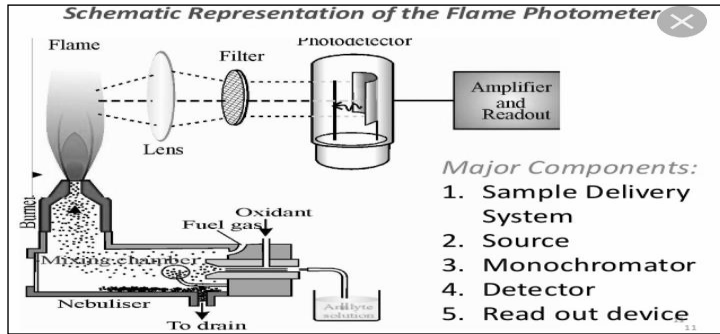 Schematic Representation of the Flame Photometer
Flame
Filter
Photodetector
Amplifier
and
Readout
Lens
Major Components:
1. Sample Delivery
System
2. Source
3. Monochromator
4. Detector
5. Read out device
Burner
Oxidant
Fuel gas
Mixing chamber
Nebuliser
Analyte
solution
To drain
11